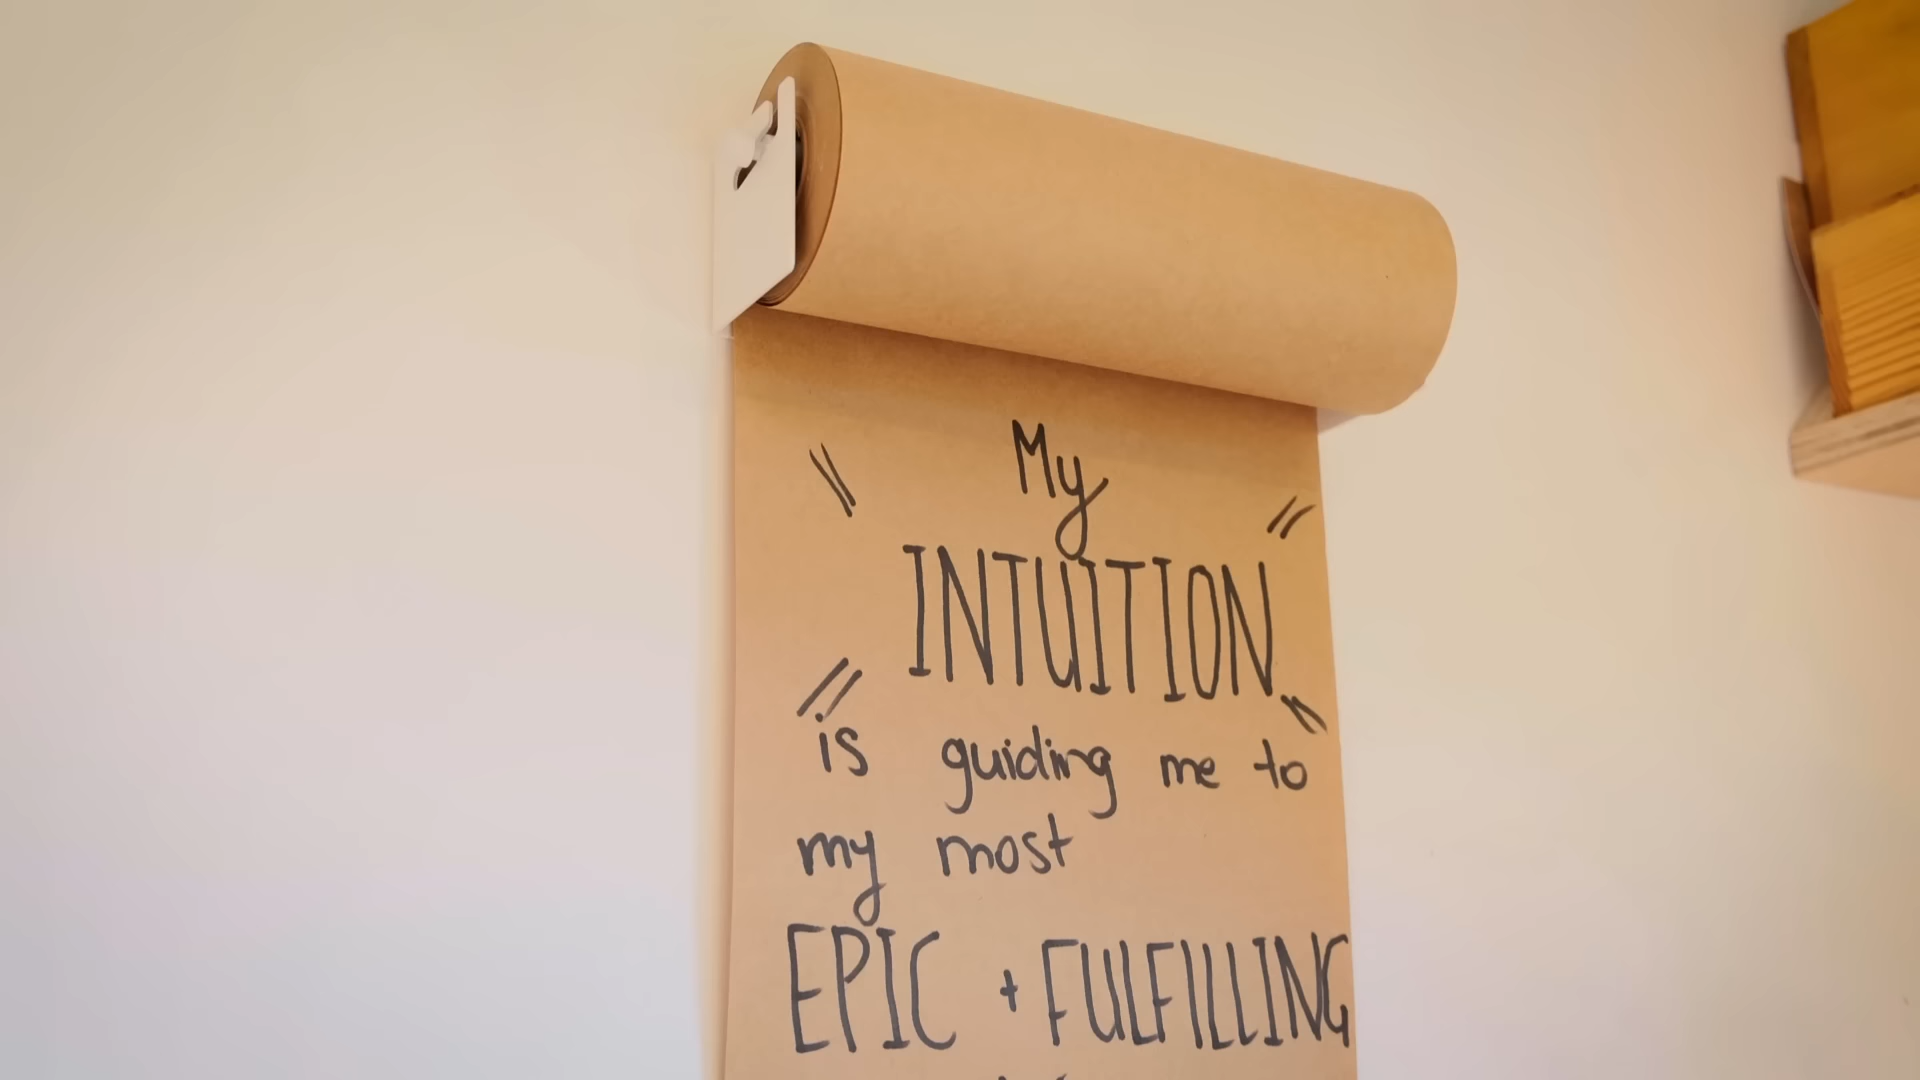 My
INTUITION
is guiding me to
my most
EPIC + FULFILLING